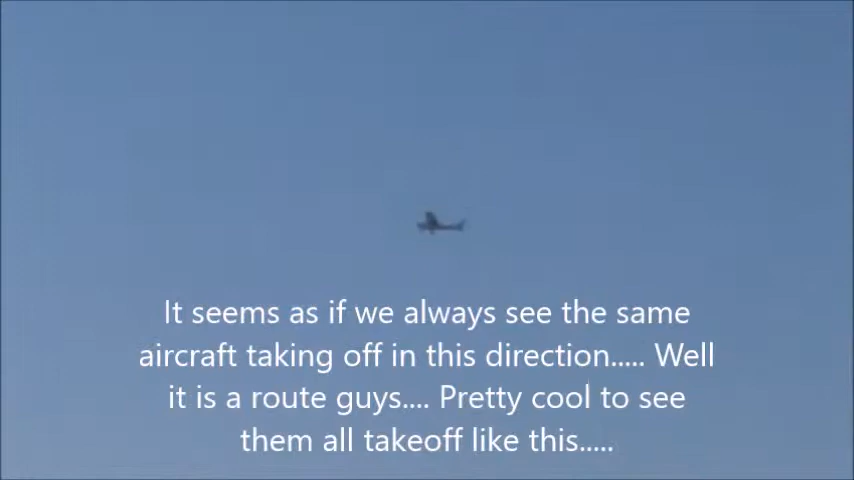 It seems as if we always see the same
aircraft taking off in this direction..... Well
it is a route guys.... Pretty cool to see
them all takeoff like this.....